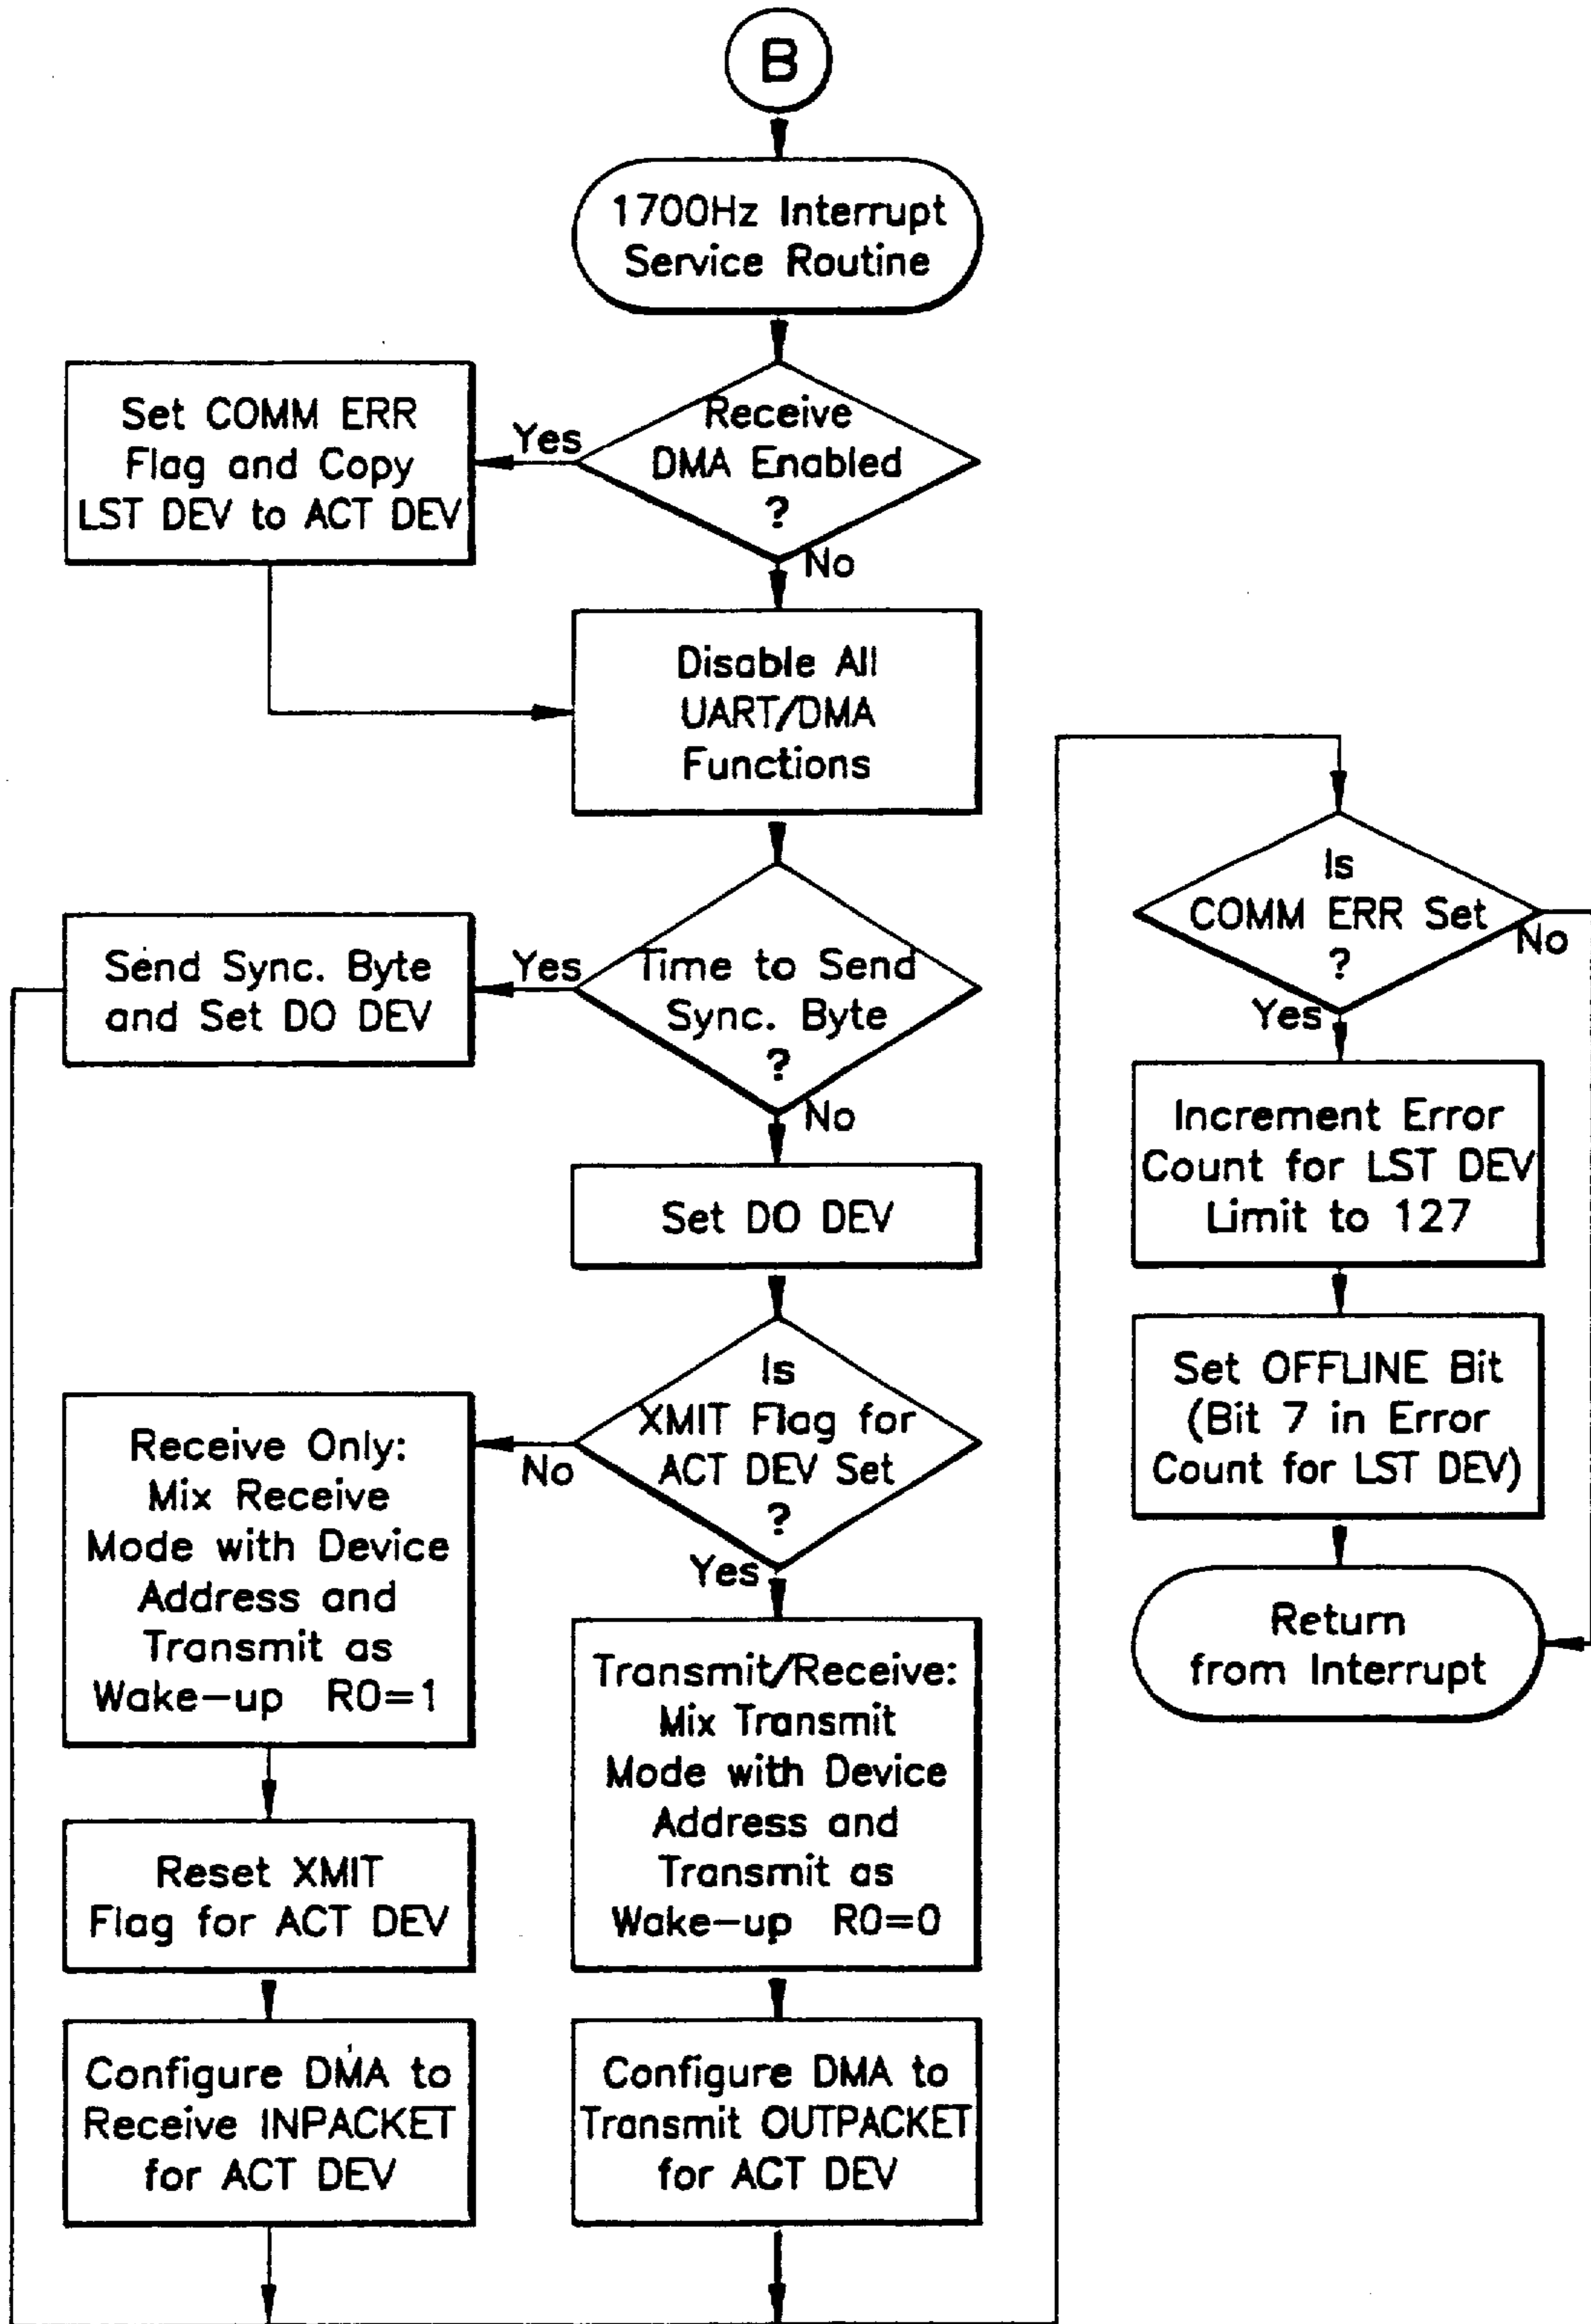 B
1700Hz Interrupt
Service Routine
Receive
DMA Enabled
?
Yes
No
Set COMM ERR
Flag and Copy
LST DEV to ACT DEV
Disable All
UART/DMA
Functions
Time to Send
Sync. Byte
?
Yes
No
Send Sync. Byte
and Set DO DEV
Set DO DEV
Is
XMIT Flag for
ACT DEV Set
?
No
Yes
Receive Only:
Mix Receive
Mode with Device
Address and
Transmit as
Wake-up RO=1
Reset XMIT
Flag for ACT DEV
Configure DMA to
Receive INPACKET
for ACT DEV
Transmit/Receive:
Mix Transmit
Mode with Device
Address and
Transmit as
Wake-up RO=0
Configure DMA to
Transmit OUTPACKET
for ACT DEV
Is
COMM ERR Set
?
No
Yes
Increment Error
Count for LST DEV
Limit to 127
Set OFFLINE Bit
(Bit 7 in Error
Count for LST DEV)
Return
from Interrupt